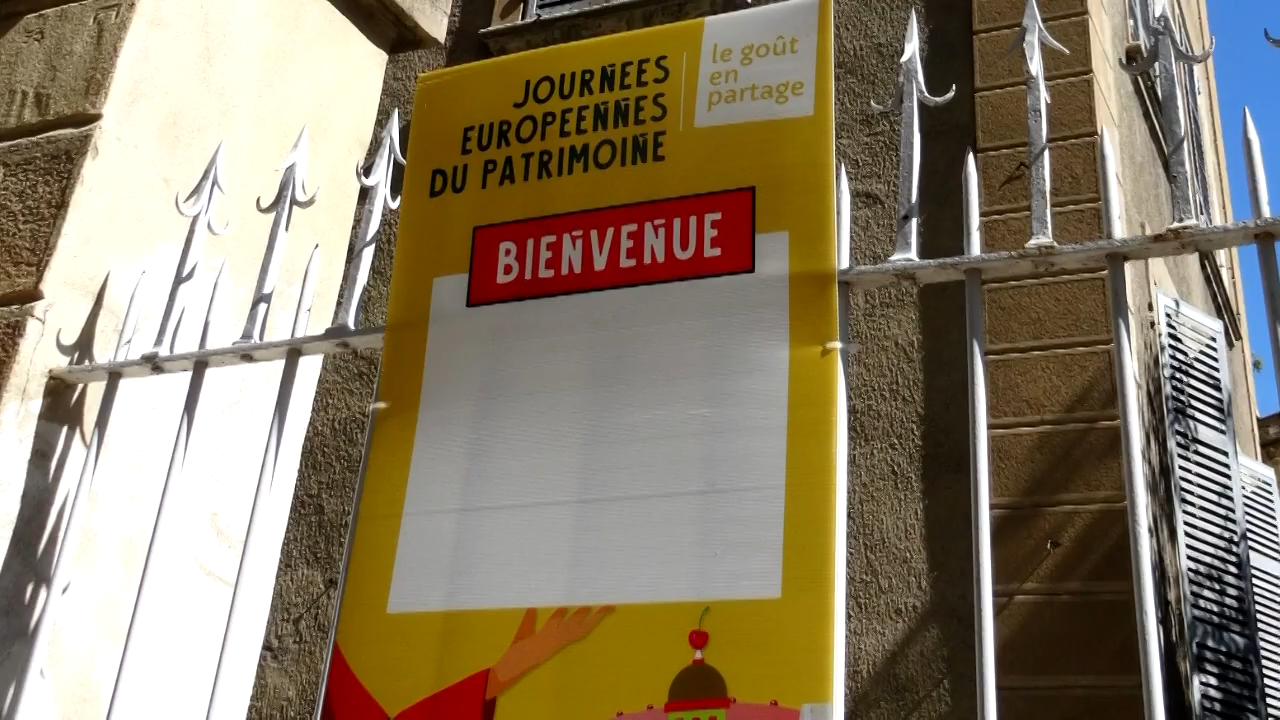 JOURNEES
EUROPEENNES
DU PATRIMOINE
le goût
en
partage
BIENVENUE